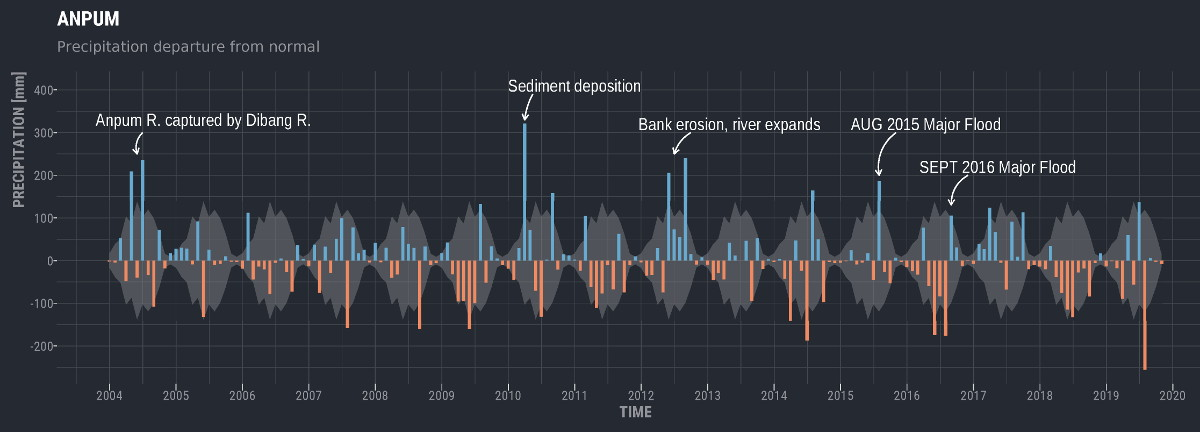 ANPUM
Precipitation departure from normal
PRECIPITATION [mm]
400
300
200
100
0
-100
-200
Anpum R. captured by Dibang R.
Sediment deposition
Bank erosion, river expands
AUG 2015 Major Flood
SEPT 2016 Major Flood
2004 2005 2006 2007 2008 2009 2010 2011 2012 2013 2014 2015 2016 2017 2018 2019 2020
TIME